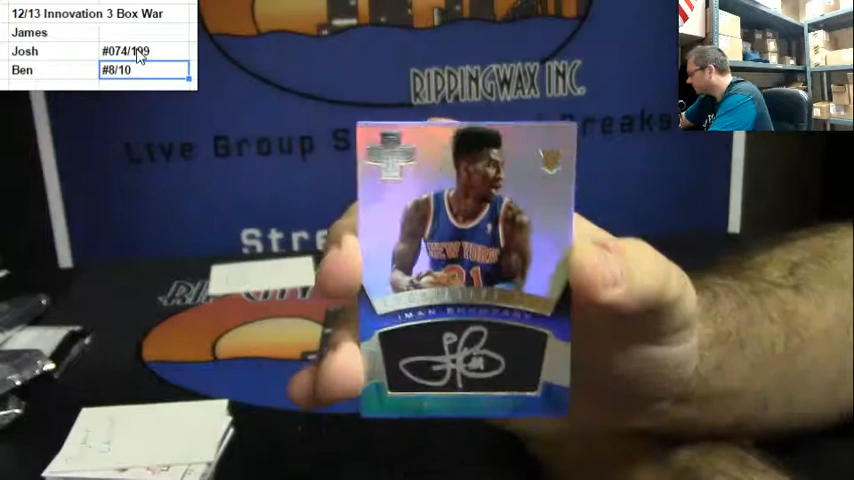 12/13 Innovation 3 Box War
James
Josh #074/199
Ben #8/10
RIPPINGWAX INC.
Live Group S
Breaks
Stre
NEW YORK
IMAN SHUMPERT